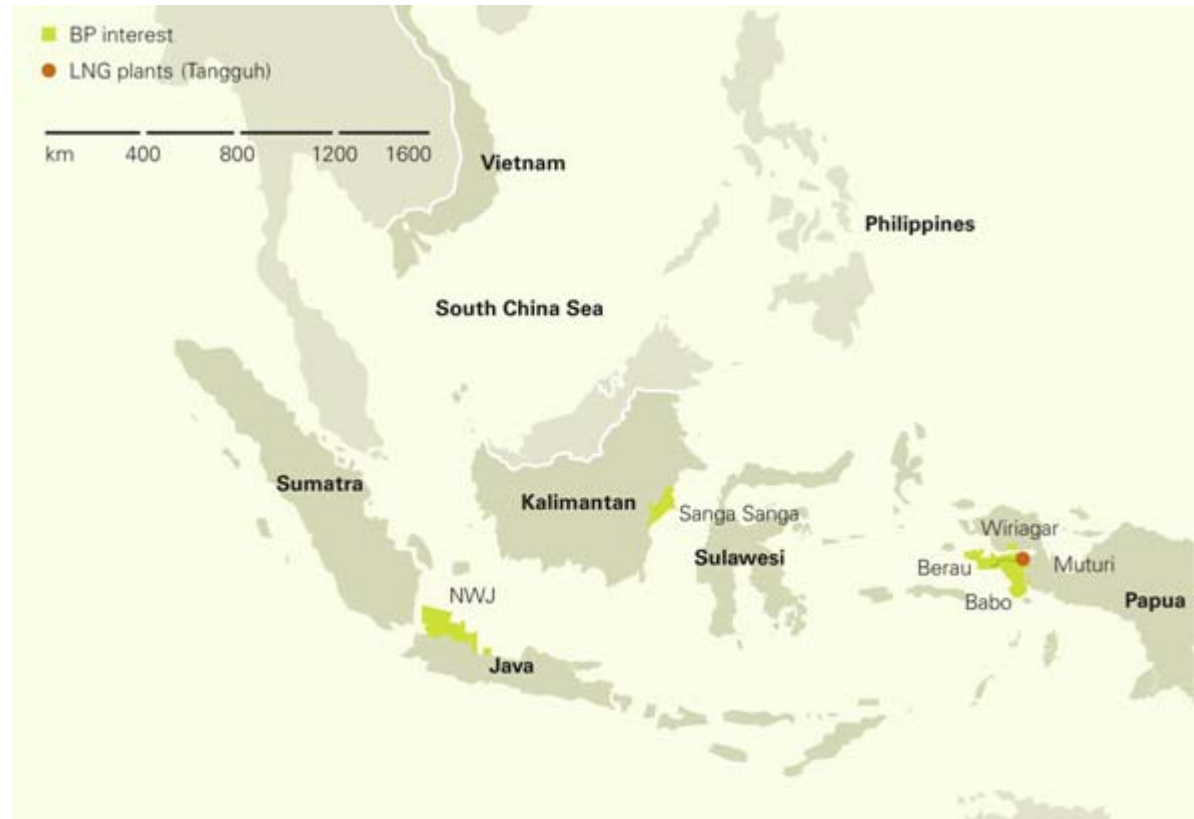 BP interest
LNG plants (Tangguh)
km 400 800 1200 1600
Vietnam
Philippines
South China Sea
Sumatra
Kalimantan
Sanga Sanga
Wiriagar
Sulawesi
Berau
Muturi
NWJ
Babo
Papua
Java